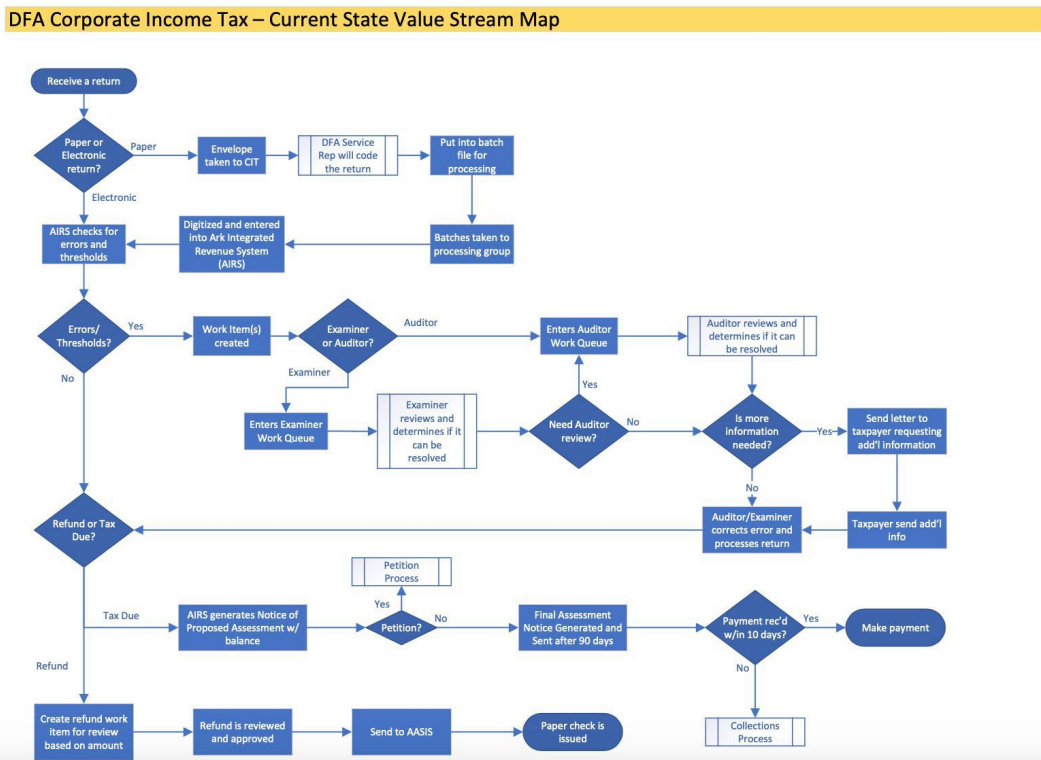 DFA Corporate Income Tax – Current State Value Stream Map
Receive a return
Paper or
Electronic
return?
Paper
Envelope
taken to CIT
DFA Service
Rep will code
the return
Put into batch
file for
processing
Electronic
AIRS checks for
errors and
thresholds
Digitized and entered
into Ark Integrated
Revenue System
(AIRS)
Batches taken to
processing group
Errors/
Thresholds?
Yes
Work Item(s)
created
Examiner
or Auditor?
Auditor
Enters Auditor
Work Queue
Auditor reviews and
determines if it can
be resolved
No
Examiner
Enters Examiner
Work Queue
Examiner
reviews and
determines if it
can be
resolved
Yes
Need Auditor
review?
No
Is more
information
needed?
Yes
Send letter to
taxpayer requesting
add'l information
No
Refund or Tax
Due?
Auditor/Examiner
corrects error and
processes return
Taxpayer send add'l
info
Petition
Process
Tax Due
AIRS generates Notice of
Proposed Assessment w/
balance
Yes
Petition?
No
Final Assessment
Notice Generated and
Sent after 90 days
Payment rec'd
w/in 10 days?
Yes
Make payment
Refund
No
Create refund work
item for review
based on amount
Refund is reviewed
and approved
Send to AASIS
Paper check is
issued
Collections
Process